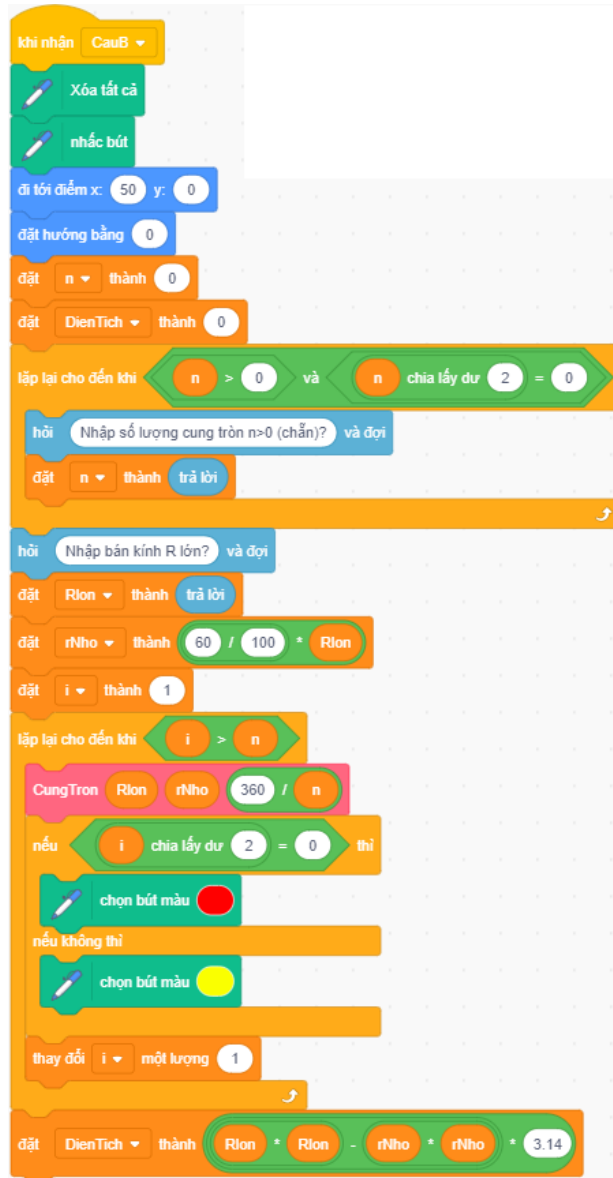 khi nhận CauB
Xóa tất cả
nhấc bút
đi tới điểm x: 50 y: 0
đặt hướng bằng 0
đặt n thành 0
đặt DienTich thành 0
lặp lại cho đến khi n > 0 và n chia lấy dư 2 = 0
hỏi Nhập số lượng cung tròn n>0 (chẵn)? và đợi
đặt n thành trả lời
hỏi Nhập bán kính R lớn? và đợi
đặt Rlon thành trả lời
đặt rNho thành 60 / 100 * Rlon
đặt i thành 1
lặp lại cho đến khi i > n
CungTron Rlon rNho 360 / n
nếu i chia lấy dư 2 = 0 thì
chọn bút màu
nếu không thì
chọn bút màu
thay đổi i một lượng 1
đặt DienTich thành Rlon * Rlon - rNho * rNho * 3.14